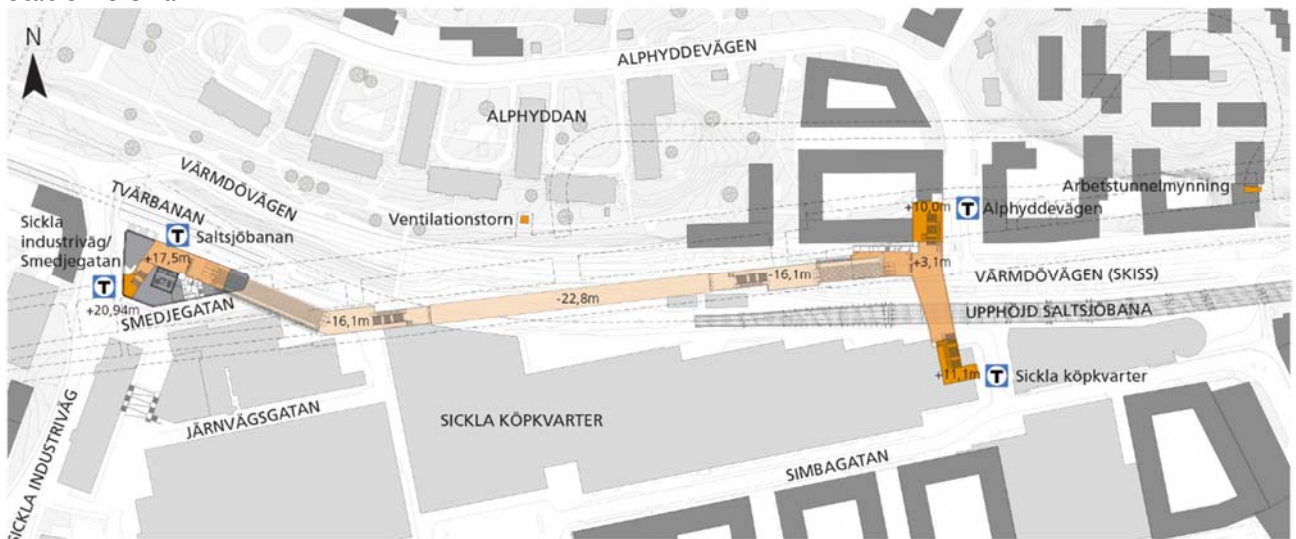 N
ALPHYDDEVÄGEN
ALPHYDDAN
VÄRMDÖVÄGEN
TVÄRBANAN
Arbetstunnelmynning
Sickla
industriväg/
Smedjegatan
T Saltsjöbanan
Ventilationstorn
+10,0m
T Alphyddevägen
+17,5m
+3,1m
T
+20,94m
SMEDJEGATAN
-16,1m
-22,8m
-16,1m
VÄRMDÖVÄGEN (SKISS)
UPPHÖJD SALTSJÖBANA
+11,1m
T Sickla köpkvarter
JÄRNVÄGSGATAN
SICKLA KÖPKVARTER
SIMBAGATAN
SICKLA INDUSTRIVÄG